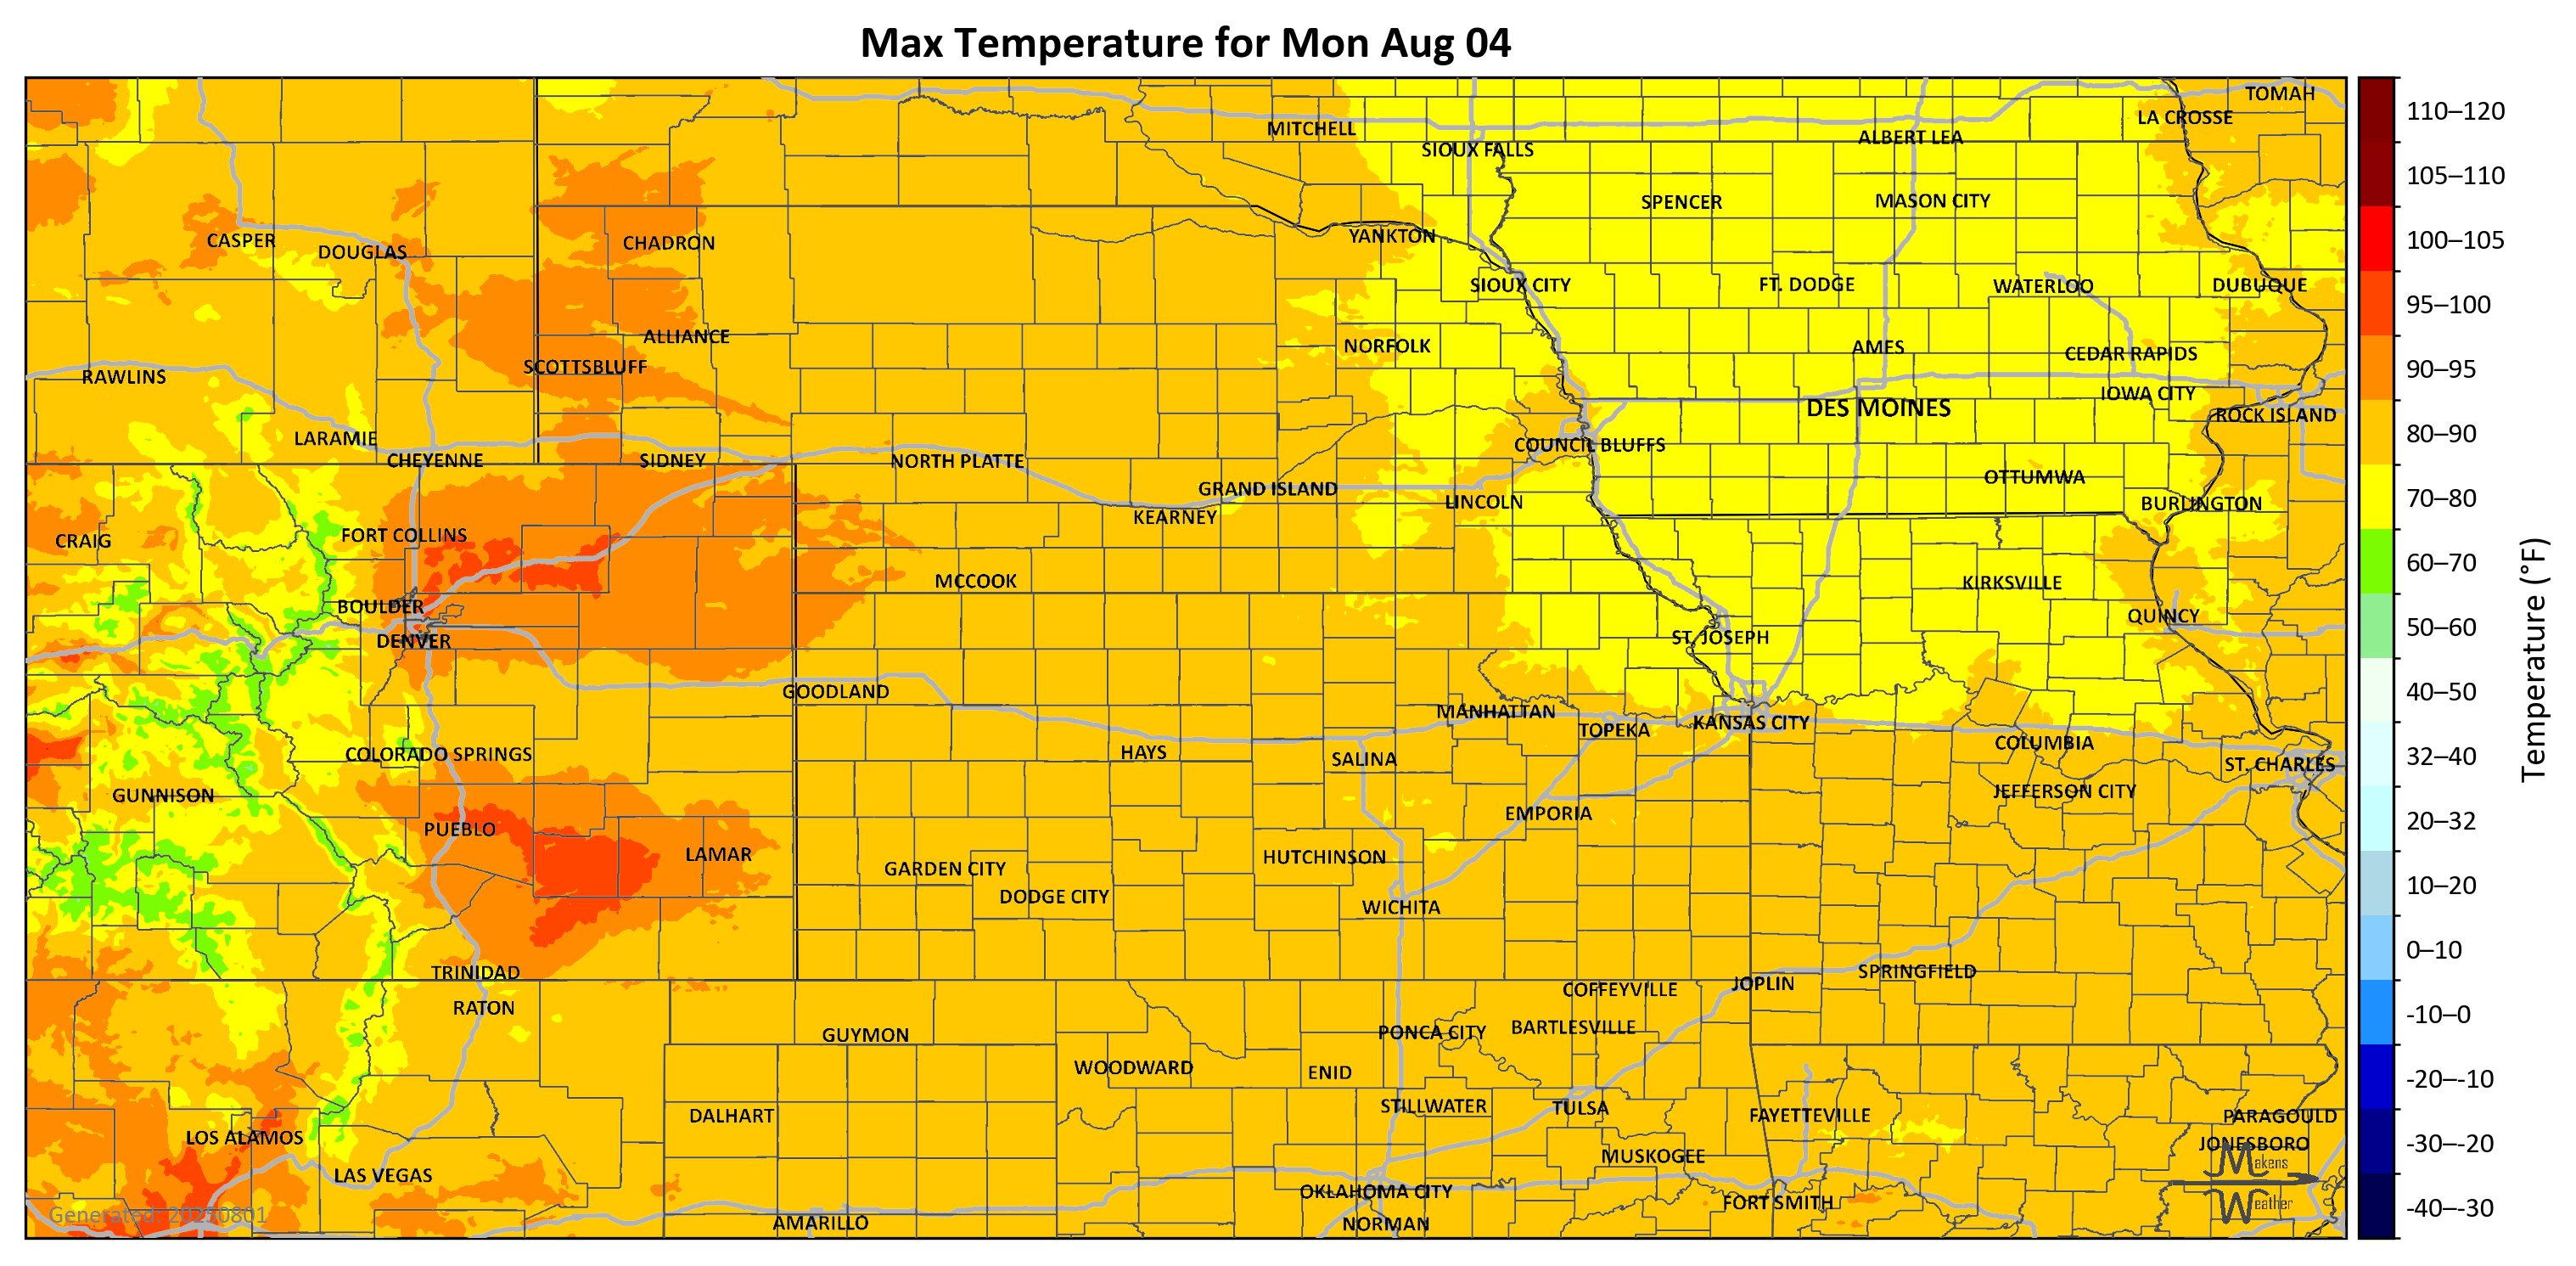 Max Temperature for Mon Aug 04
TOMAH
LA CROSSE
MITCHELL
ALBERT LEA
SIOUX FALLS
SPENCER
MASON CITY
CASPER
DOUGLAS
CHADRON
YANKTON
SIOUX CITY
FT. DODGE
WATERLOO
DUBUQUE
ALLIANCE
NORFOLK
AMES
CEDAR RAPIDS
SCOTTSBLUFF
RAWLINS
IOWA CITY
DES MOINES
ROCK ISLAND
LARAMIE
COUNCIL BLUFFS
CHEYENNE
SIDNEY
NORTH PLATTE
OTTUMWA
GRAND ISLAND
LINCOLN
BURLINGTON
KEARNEY
FORT COLLINS
CRAIG
MCCOOK
KIRKSVILLE
BOULDER
QUINCY
DENVER
ST. JOSEPH
GOODLAND
MANHATTAN
KANSAS CITY
TOPEKA
COLUMBIA
COLORADO SPRINGS
HAYS
SALINA
ST. CHARLES
GUNNISON
JEFFERSON CITY
EMPORIA
PUEBLO
LAMAR
HUTCHINSON
GARDEN CITY
DODGE CITY
WICHITA
TRINIDAD
SPRINGFIELD
JOPLIN
COFFEYVILLE
RATON
BARTLESVILLE
PONCA CITY
GUYMON
WOODWARD
ENID
STILLWATER
TULSA
DALHART
FAYETTEVILLE
PARAGOULD
LOS ALAMOS
JONESBORO
MUSKOGEE
LAS VEGAS
OKLAHOMA CITY
FORT SMITH
AMARILLO
NORMAN
Generated: 20250801
Makens
Weather
110–120
105–110
100–105
95–100
90–95
80–90
70–80
60–70
50–60
40–50
32–40
20–32
10–20
0–10
-10–0
-20–-10
-30–-20
-40–-30
Temperature (°F)